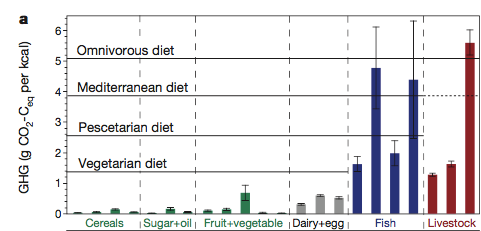 a
GHG (g CO2-Ceq per kcal)
6
5
4
3
2
1
0
Omnivorous diet
Mediterranean diet
Pescetarian diet
Vegetarian diet
Cereals
Sugar+oil
Fruit+vegetable
Dairy+egg
Fish
Livestock